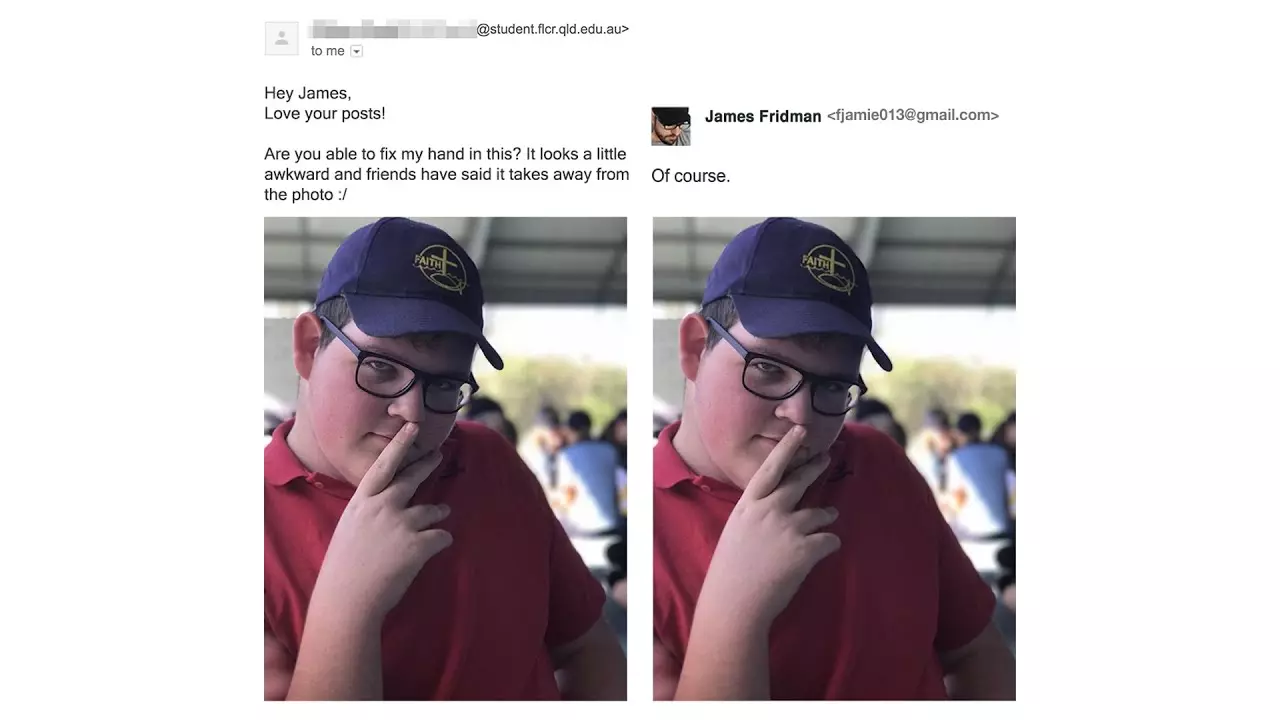 @student.flcr.qld.edu.au>
to me
Hey James,
Love your posts!
Are you able to fix my hand in this? It looks a little
awkward and friends have said it takes away from
the photo :/
James Fridman <fjamie013@gmail.com>
Of course.
FAITH
FAITH